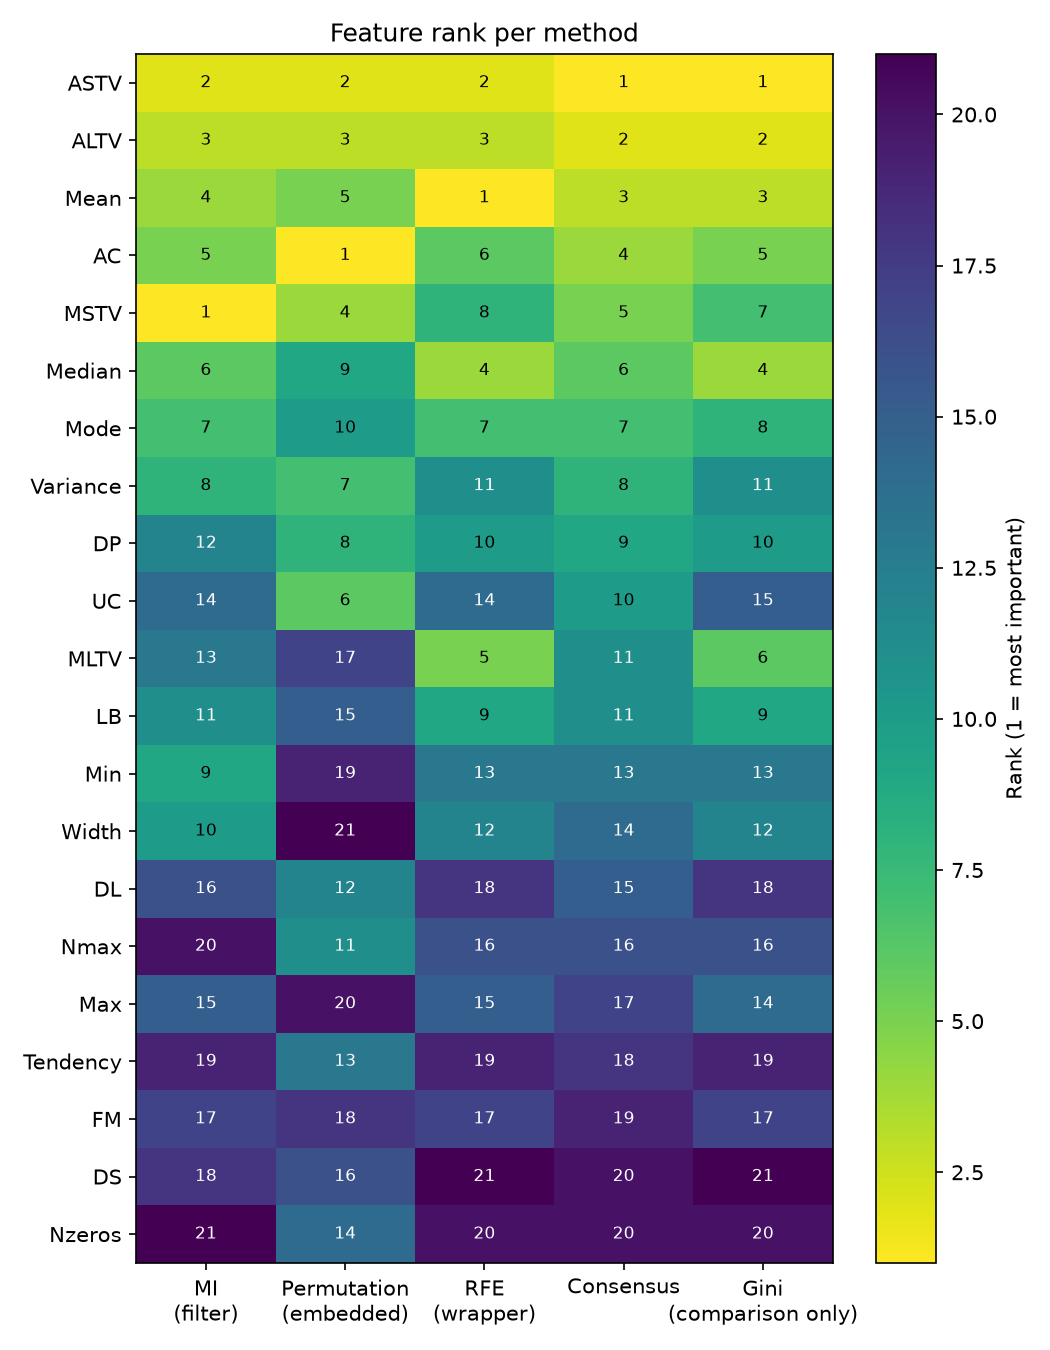 Feature rank per method
ASTV 2 2 2 1 1
ALTV 3 3 3 2 2
Mean 4 5 1 3 3
AC 5 1 6 4 5
MSTV 1 4 8 5 7
Median 6 9 4 6 4
Mode 7 10 7 7 8
Variance 8 7 11 8 11
DP 12 8 10 9 10
UC 14 6 14 10 15
MLTV 13 17 5 11 6
LB 11 15 9 11 9
Min 9 19 13 13 13
Width 10 21 12 14 12
DL 16 12 18 15 18
Nmax 20 11 16 16 16
Max 15 20 15 17 14
Tendency 19 13 19 18 19
FM 17 18 17 19 17
DS 18 16 21 20 21
Nzeros 21 14 20 20 20
MI Permutation RFE Consensus Gini
(filter) (embedded) (wrapper) (comparison only)
20.0
17.5
15.0
12.5
10.0
7.5
5.0
2.5
Rank (1 = most important)